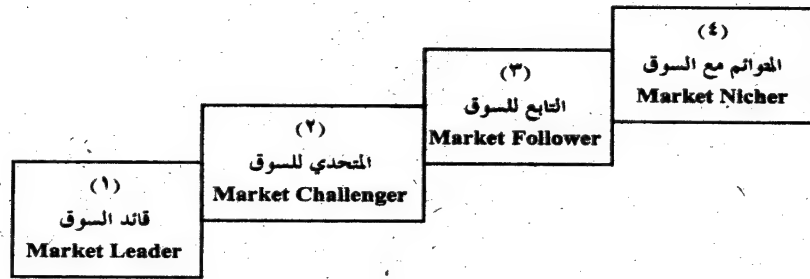 (٤)
المتوائم مع السوق
Market Nicher
(٣)
التابع للسوق
Market Follower
(٢)
المتحدي للسوق
Market Challenger
(١)
قائد السوق
Market Leader